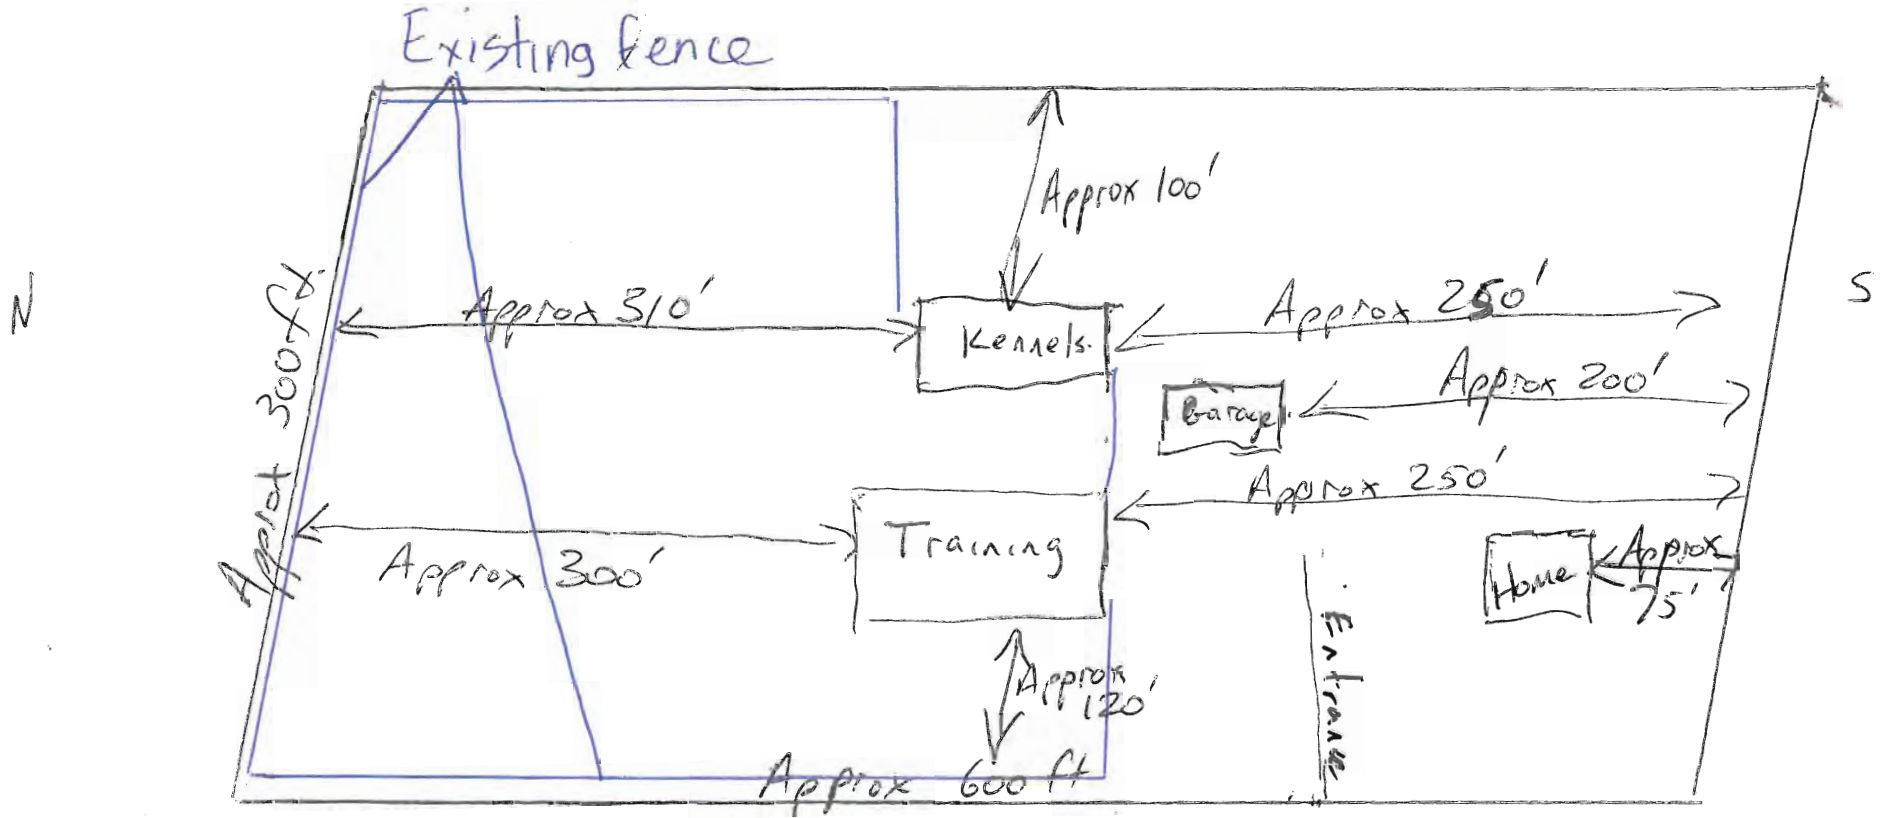 Existing fence
Approx 100'
N
S
Approx 300 ft.
Approx 310'
Kennels.
Approx 250'
Approx 200'
Garage
Approx 250'
Training
Approx 300'
Home
Approx
75'
Entrance
Approx
120'
Approx 600 ft